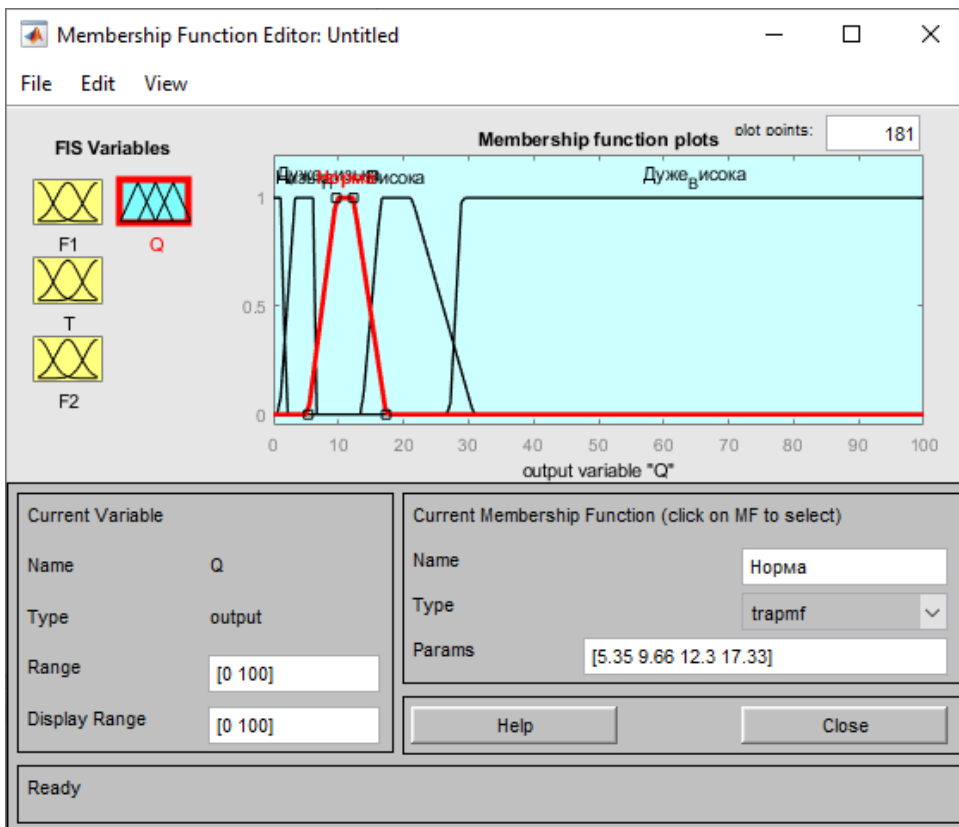 Membership Function Editor: Untitled
File Edit View
FIS Variables
F1
Q
T
F2
Membership function plots
plot points:
181
Дуже_Висока
1
0.5
0
0 10 20 30 40 50 60 70 80 90 100
output variable "Q"
Current Variable
Name Q
Type output
Range [0 100]
Display Range [0 100]
Current Membership Function (click on MF to select)
Name Норма
Type trapmf
Params [5.35 9.66 12.3 17.33]
Help Close
Ready